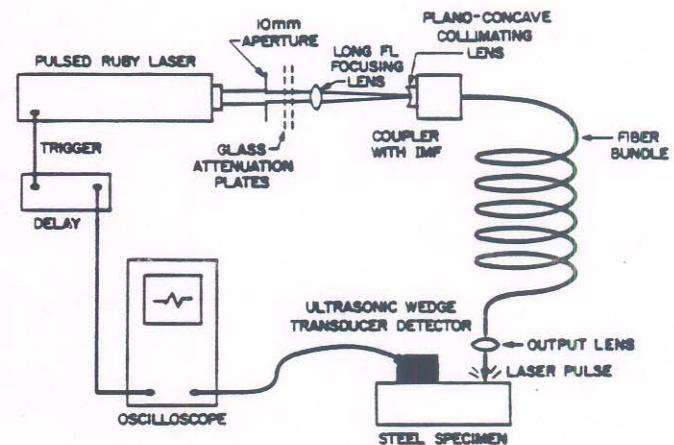 PLANO-CONCAVE
COLLIMATING
LENS
10mm
APERTURE
LONG FL
FOCUSING
LENS
PULSED RUBY LASER
COUPLER
WITH IMF
GLASS
ATTENUATION
PLATES
TRIGGER
FIBER
BUNDLE
DELAY
ULTRASONIC WEDGE
TRANSDUCER DETECTOR
OUTPUT LENS
LASER PULSE
OSCILLOSCOPE
STEEL SPECIMEN